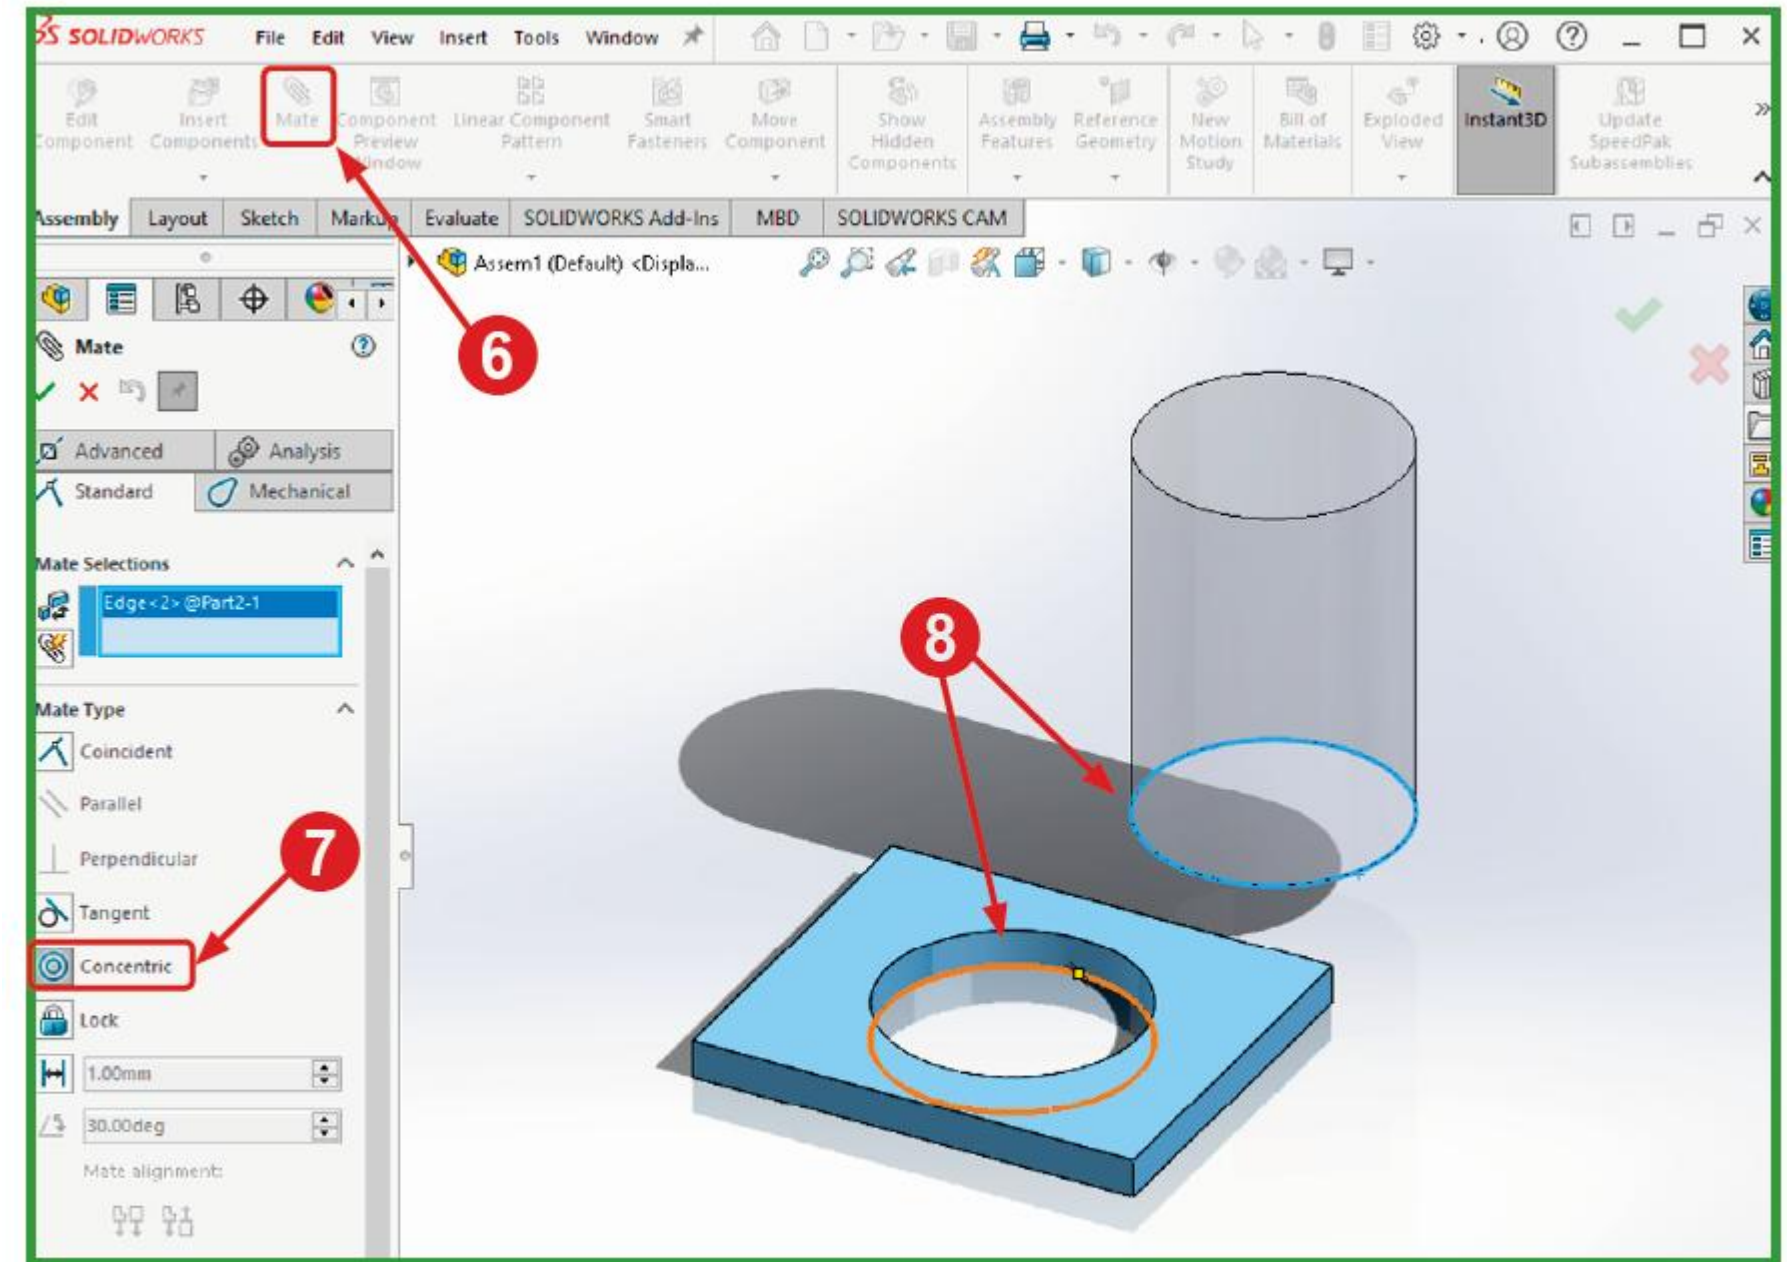 SOLIDWORKS File Edit View Insert Tools Window
Edit Component
Insert Components
Mate
Component Preview Window
Linear Component Pattern
Smart Fasteners
Move Component
Show Hidden Components
Assembly Features
Reference Geometry
New Motion Study
Bill of Materials
Exploded View
Instant3D
Update SpeedPak Subassemblies
Assembly Layout Sketch Markup Evaluate SOLIDWORKS Add-Ins MBD SOLIDWORKS CAM
Assem1 (Default) <Displa...
6
Mate
Advanced Analysis
Standard Mechanical
Mate Selections
Edge<2>@Part2-1
8
Mate Type
Coincident
Parallel
7
Perpendicular
Tangent
Concentric
Lock
1.00mm
30.00deg
Mate alignment: